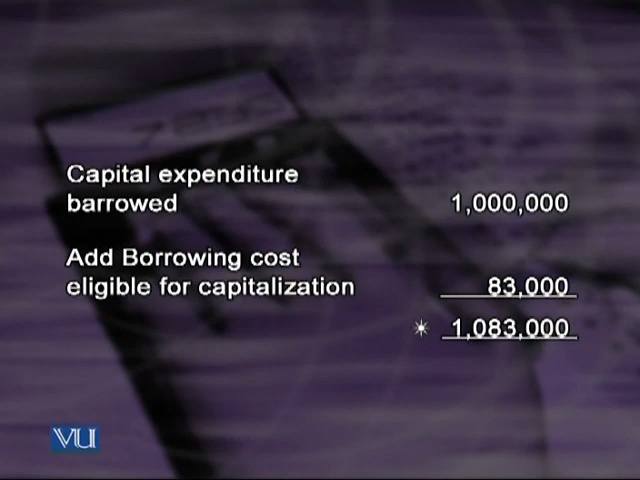 Capital expenditure
barrowed 1,000,000
Add Borrowing cost
eligible for capitalization 83,000
* 1,083,000
VU